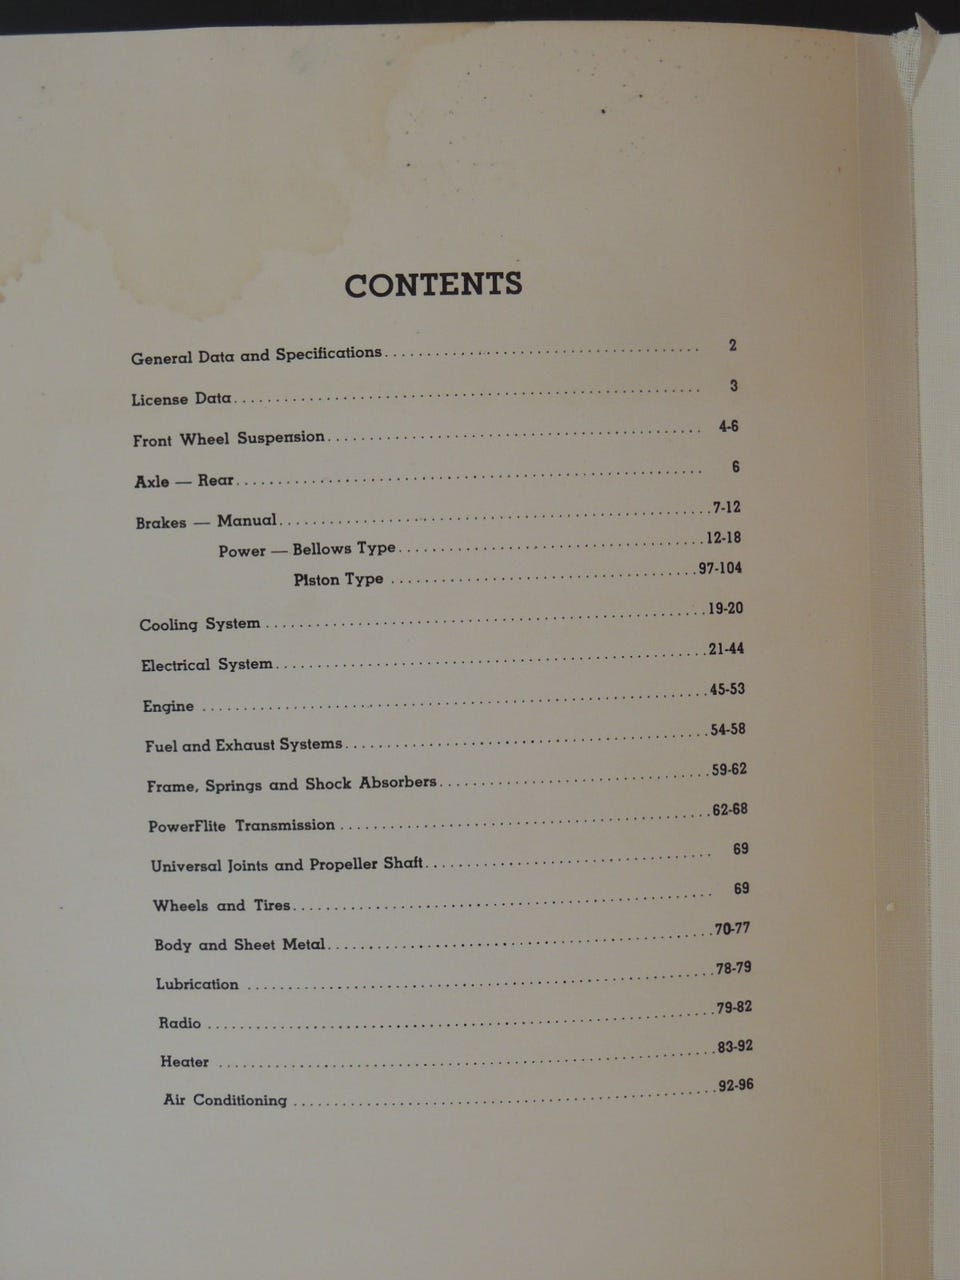 CONTENTS
General Data and Specifications........................................ 2
License Data........................................ 3
Front Wheel Suspension........................................ 4-6
Axle — Rear........................................ 6
Brakes — Manual........................................7-12
Power — Bellows Type........................................12-18
Piston Type ........................................97-104
Cooling System ........................................19-20
Electrical System........................................21-44
Engine ........................................45-53
Fuel and Exhaust Systems........................................54-58
Frame, Springs and Shock Absorbers........................................59-62
PowerFlite Transmission ........................................62-68
Universal Joints and Propeller Shaft........................................ 69
Wheels and Tires........................................ 69
Body and Sheet Metal........................................70-77
Lubrication ........................................78-79
Radio ........................................79-82
Heater ........................................83-92
Air Conditioning ........................................92-96